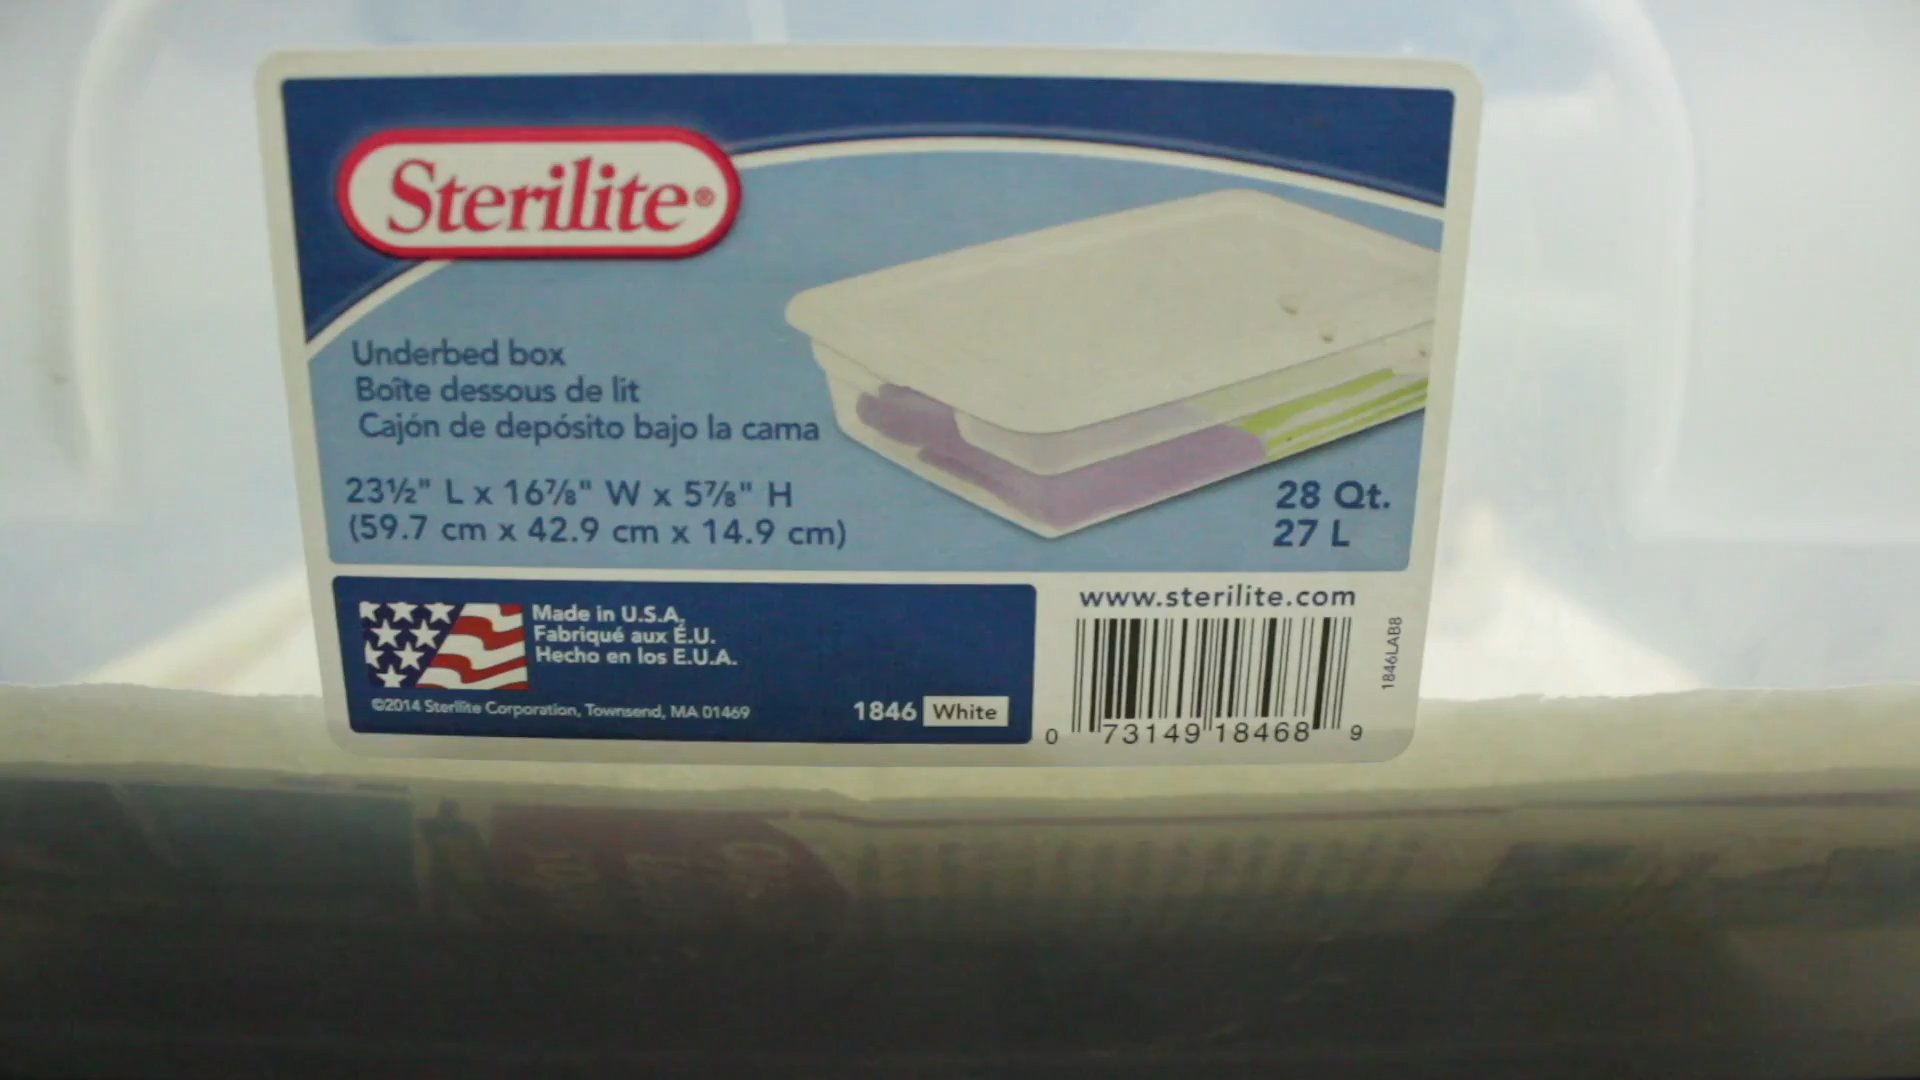 Sterilite®
Underbed box
Boîte dessous de lit
Cajón de depósito bajo la cama
23½" L x 16⅞" W x 5⅞" H
(59.7 cm x 42.9 cm x 14.9 cm)
28 Qt.
27 L
Made in U.S.A.
Fabriqué aux É.U.
Hecho en los E.U.A.
©2014 Sterilite Corporation, Townsend, MA 01469
1846 White
www.sterilite.com
0 73149 18468 9
1846LAB8